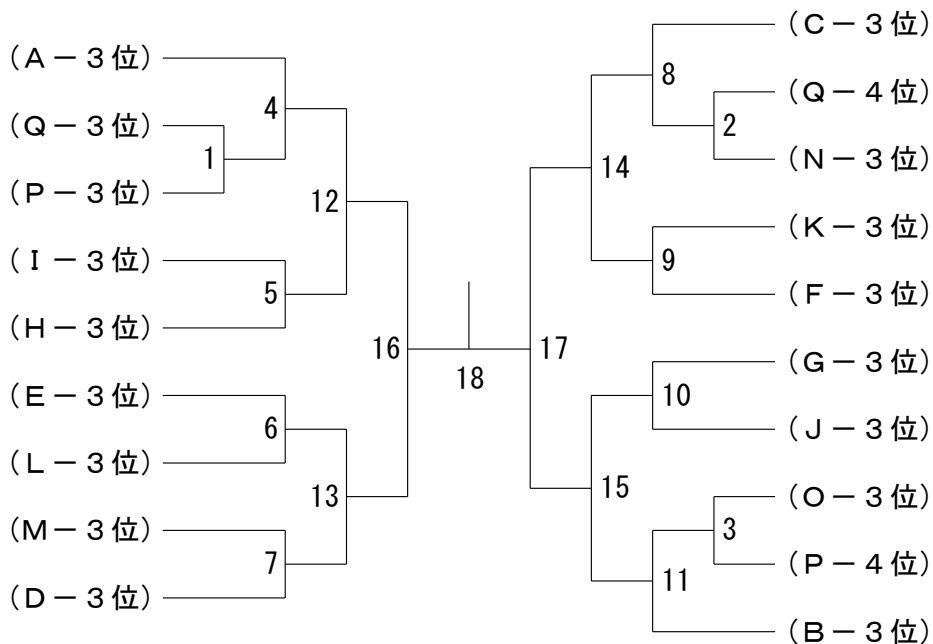 （A－3位）
（Q－3位）
（P－3位）
（I－3位）
（H－3位）
（E－3位）
（L－3位）
（M－3位）
（D－3位）
1
4
5
6
7
12
13
16
18
17
14
15
8
9
10
11
2
3
（C－3位）
（Q－4位）
（N－3位）
（K－3位）
（F－3位）
（G－3位）
（J－3位）
（O－3位）
（P－4位）
（B－3位）